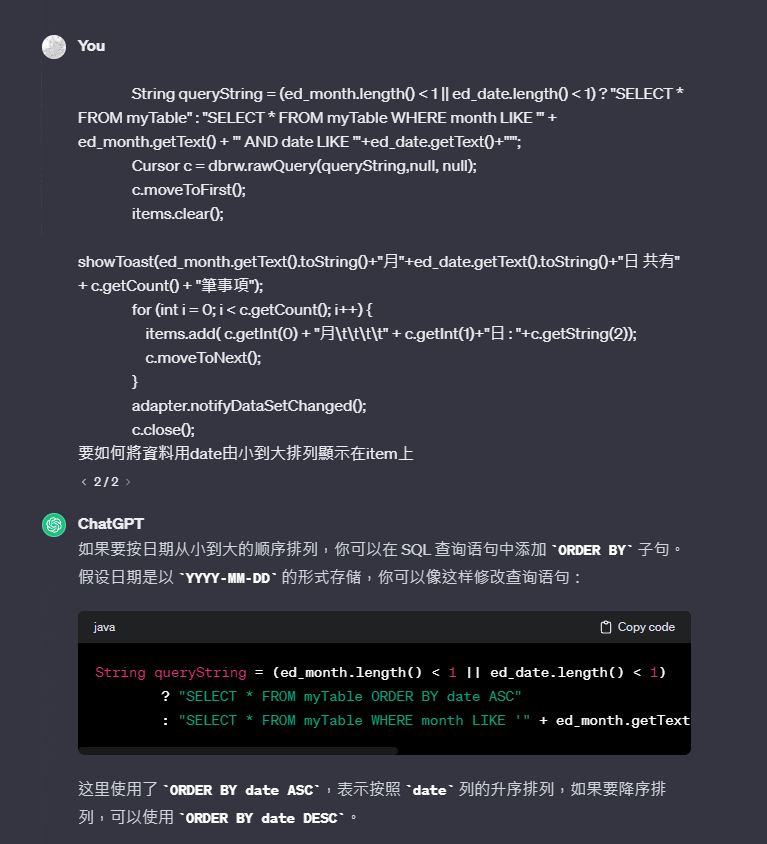 You
String queryString = (ed_month.length() < 1 || ed_date.length() < 1) ? "SELECT *
FROM myTable" : "SELECT * FROM myTable WHERE month LIKE '" +
ed_month.getText() + "' AND date LIKE '"+ed_date.getText()+"'";
Cursor c = dbrw.rawQuery(queryString,null, null);
c.moveToFirst();
items.clear();
showToast(ed_month.getText().toString()+"月"+ed_date.getText().toString()+"日 共有"
+ c.getCount() + "筆事項");
for (int i = 0; i < c.getCount(); i++) {
items.add( c.getInt(0) + "月\t\t\t\t" + c.getInt(1)+"日 : "+c.getString(2));
c.moveToNext();
}
adapter.notifyDataSetChanged();
c.close();
要如何將資料用date由小到大排列顯示在item上
< 2 / 2 >
ChatGPT
如果要按日期从小到大的顺序排列，你可以在 SQL 查询语句中添加 `ORDER BY` 子句。
假设日期是以 `YYYY-MM-DD` 的形式存储，你可以像这样修改查询语句：
java
Copy code
String queryString = (ed_month.length() < 1 || ed_date.length() < 1)
? "SELECT * FROM myTable ORDER BY date ASC"
: "SELECT * FROM myTable WHERE month LIKE '" + ed_month.getText
这里使用了 `ORDER BY date ASC`，表示按照 `date` 列的升序排列，如果要降序排
列，可以使用 `ORDER BY date DESC`。